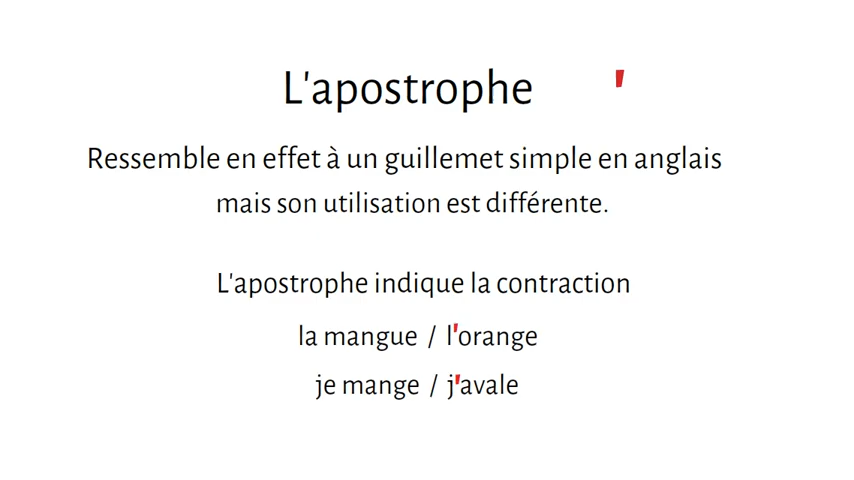 L'apostrophe '
Ressemble en effet à un guillemet simple en anglais
mais son utilisation est différente.
L'apostrophe indique la contraction
la mangue / l'orange
je mange / j'avale